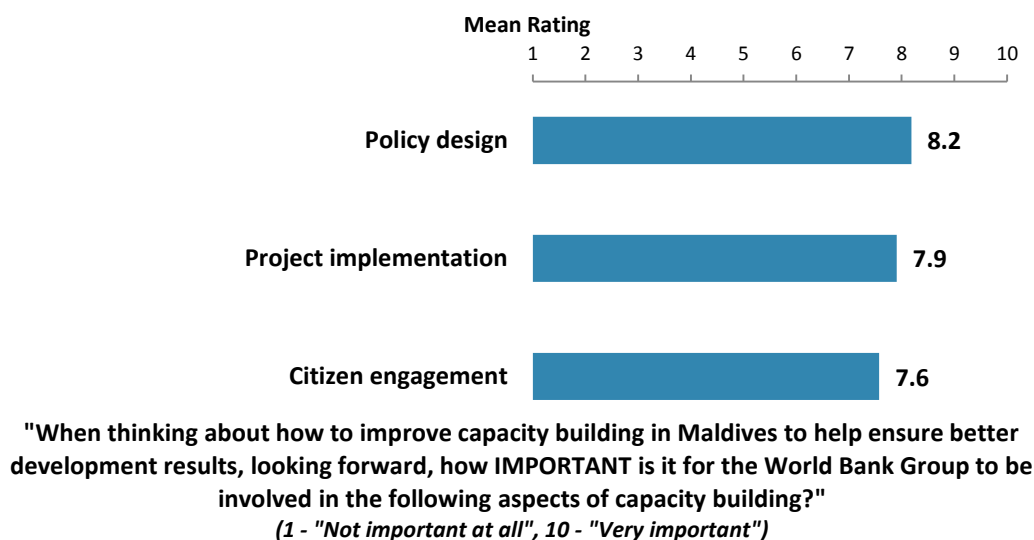 Mean Rating
1 2 3 4 5 6 7 8 9 10
Policy design 8.2
Project implementation 7.9
Citizen engagement 7.6
"When thinking about how to improve capacity building in Maldives to help ensure better
development results, looking forward, how IMPORTANT is it for the World Bank Group to be
involved in the following aspects of capacity building?"
(1 - "Not important at all", 10 - "Very important")